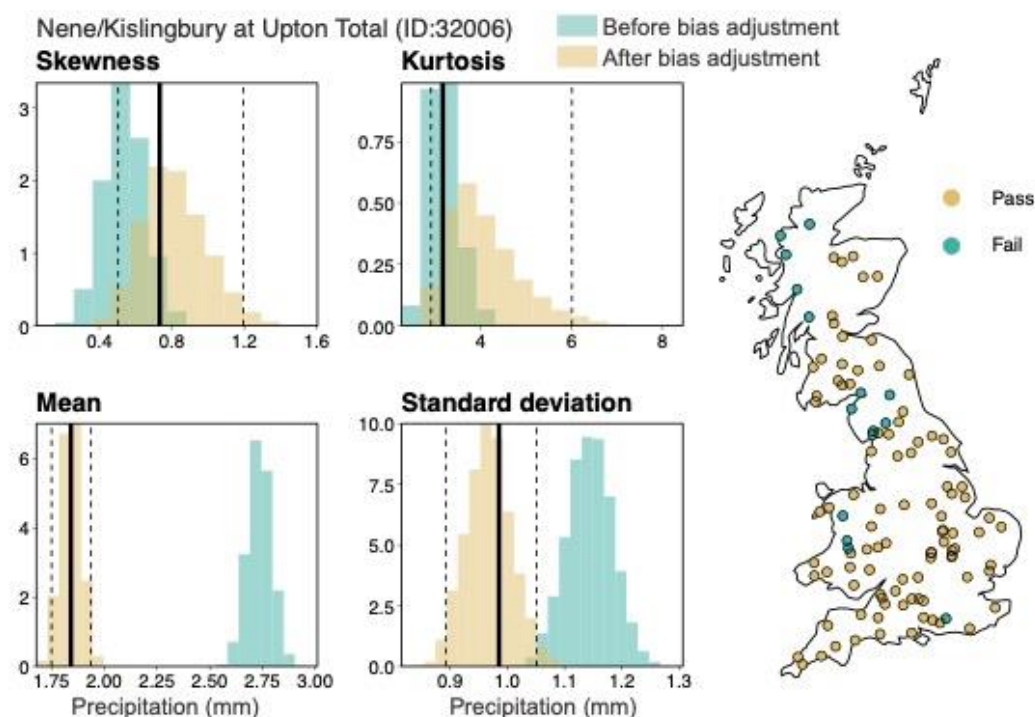 Nene/Kislingbury at Upton Total (ID:32006)
Before bias adjustment
After bias adjustment
Skewness
Kurtosis
3
2
1
0
0.4 0.8 1.2 1.6
0.75
0.50
0.25
0.00
4 6 8
Mean
Standard deviation
6
4
2
0
1.75 2.00 2.25 2.50 2.75 3.00
Precipitation (mm)
10.0
7.5
5.0
2.5
0.0
0.9 1.0 1.1 1.2 1.3
Precipitation (mm)
Pass
Fail